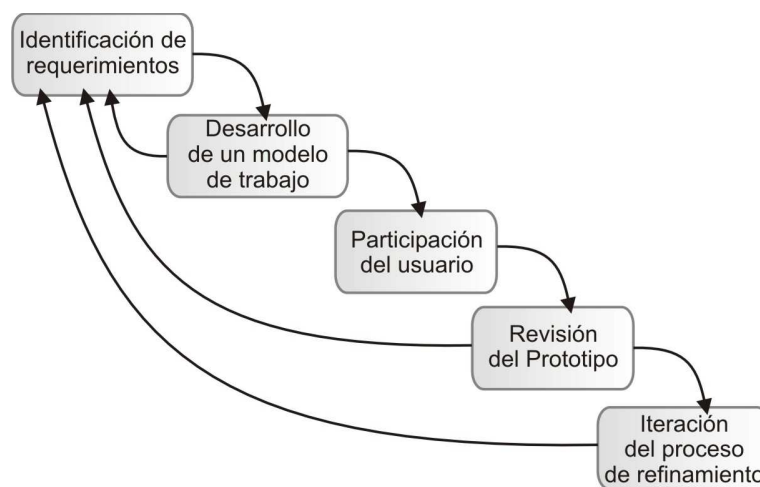 Identificación de
requerimientos
Desarrollo
de un modelo
de trabajo
Participación
del usuario
Revisión
del Prototipo
Iteración
del proceso
de refinamiento